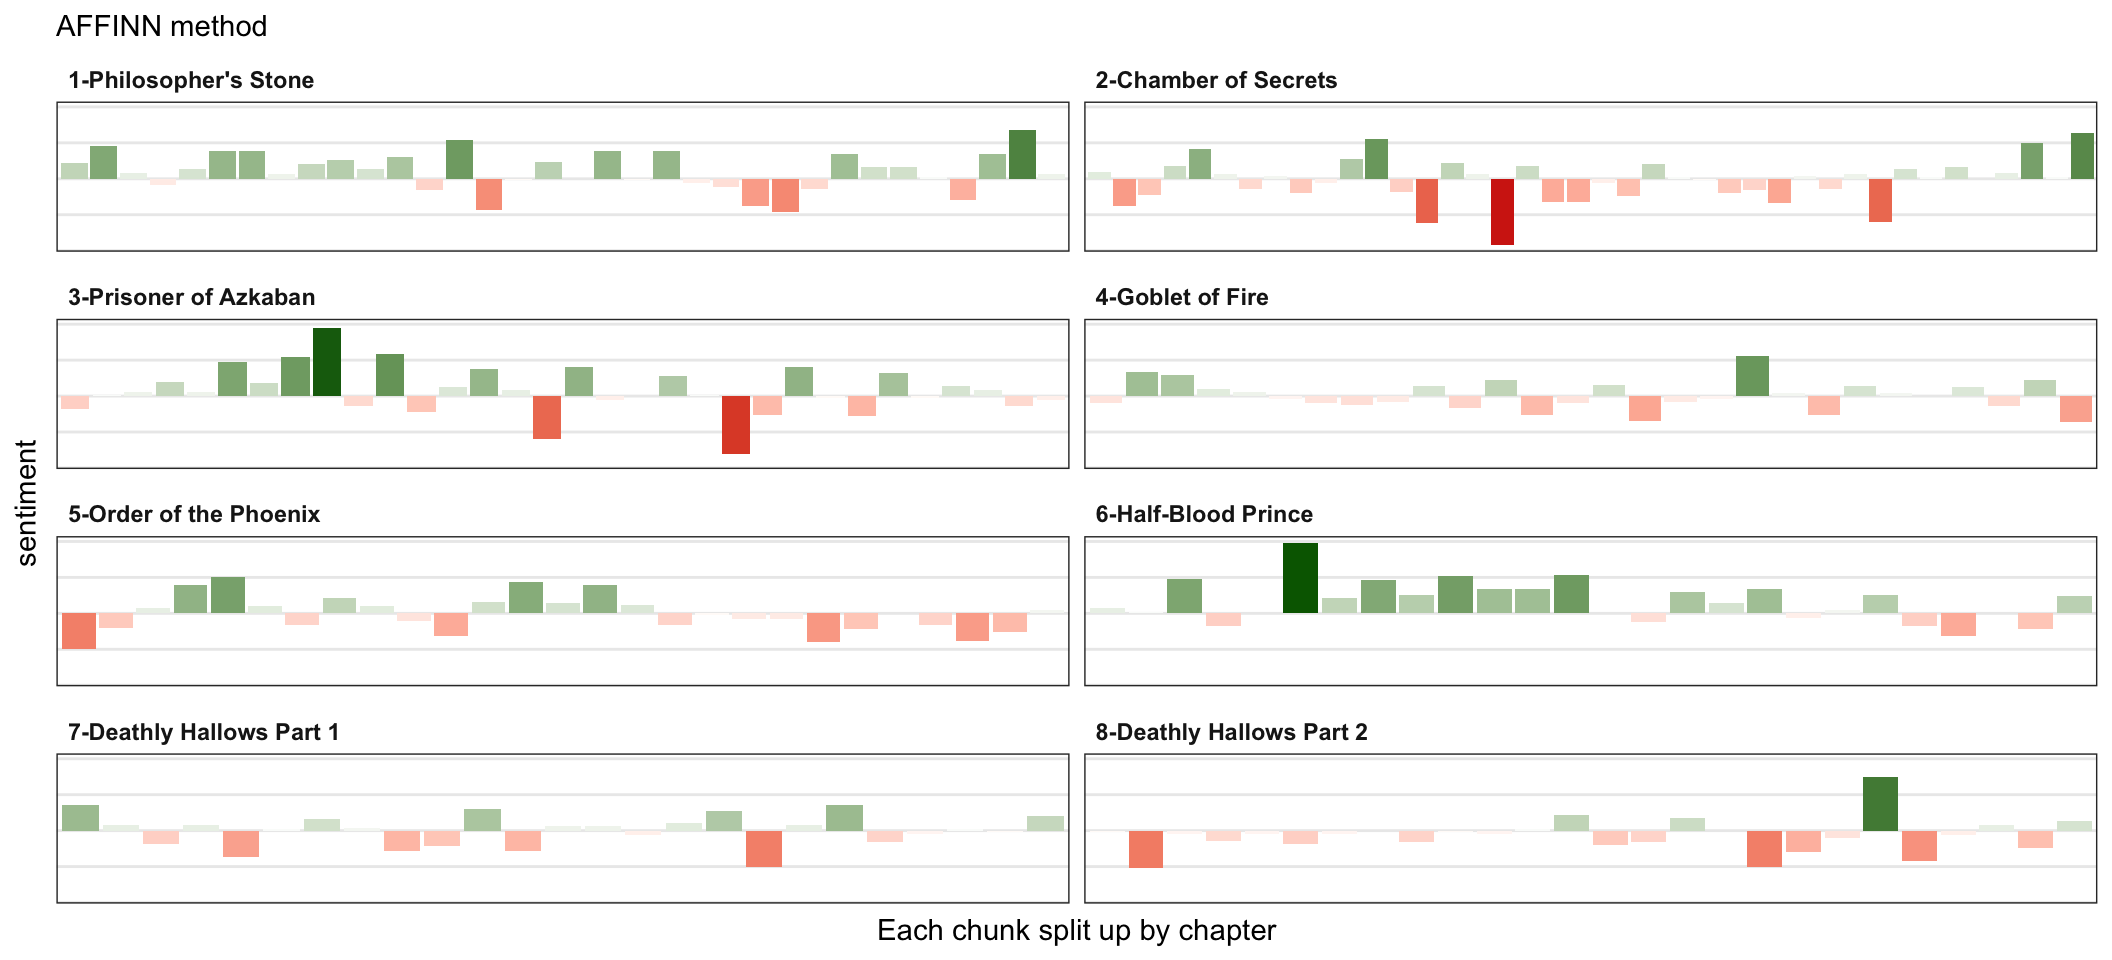 AFFINN method
1-Philosopher's Stone
2-Chamber of Secrets
3-Prisoner of Azkaban
4-Goblet of Fire
5-Order of the Phoenix
6-Half-Blood Prince
7-Deathly Hallows Part 1
8-Deathly Hallows Part 2
sentiment
Each chunk split up by chapter